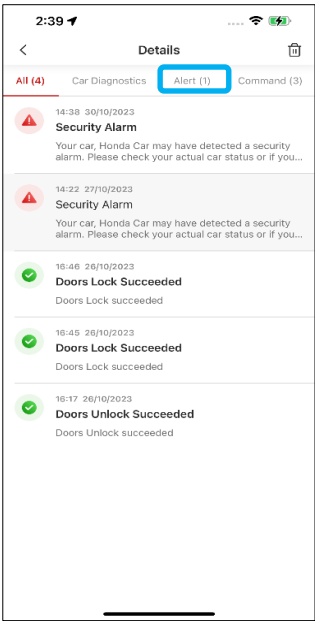 2:39
Details
All (4) Car Diagnostics Alert (1) Command (3)
14:38 30/10/2023
Security Alarm
Your car, Honda Car may have detected a security
alarm. Please check your actual car status or if you...
14:22 27/10/2023
Security Alarm
Your car, Honda Car may have detected a security
alarm. Please check your actual car status or if you...
16:46 26/10/2023
Doors Lock Succeeded
Doors Lock succeeded
16:45 26/10/2023
Doors Lock Succeeded
Doors Lock succeeded
16:17 26/10/2023
Doors Unlock Succeeded
Doors Unlock succeeded